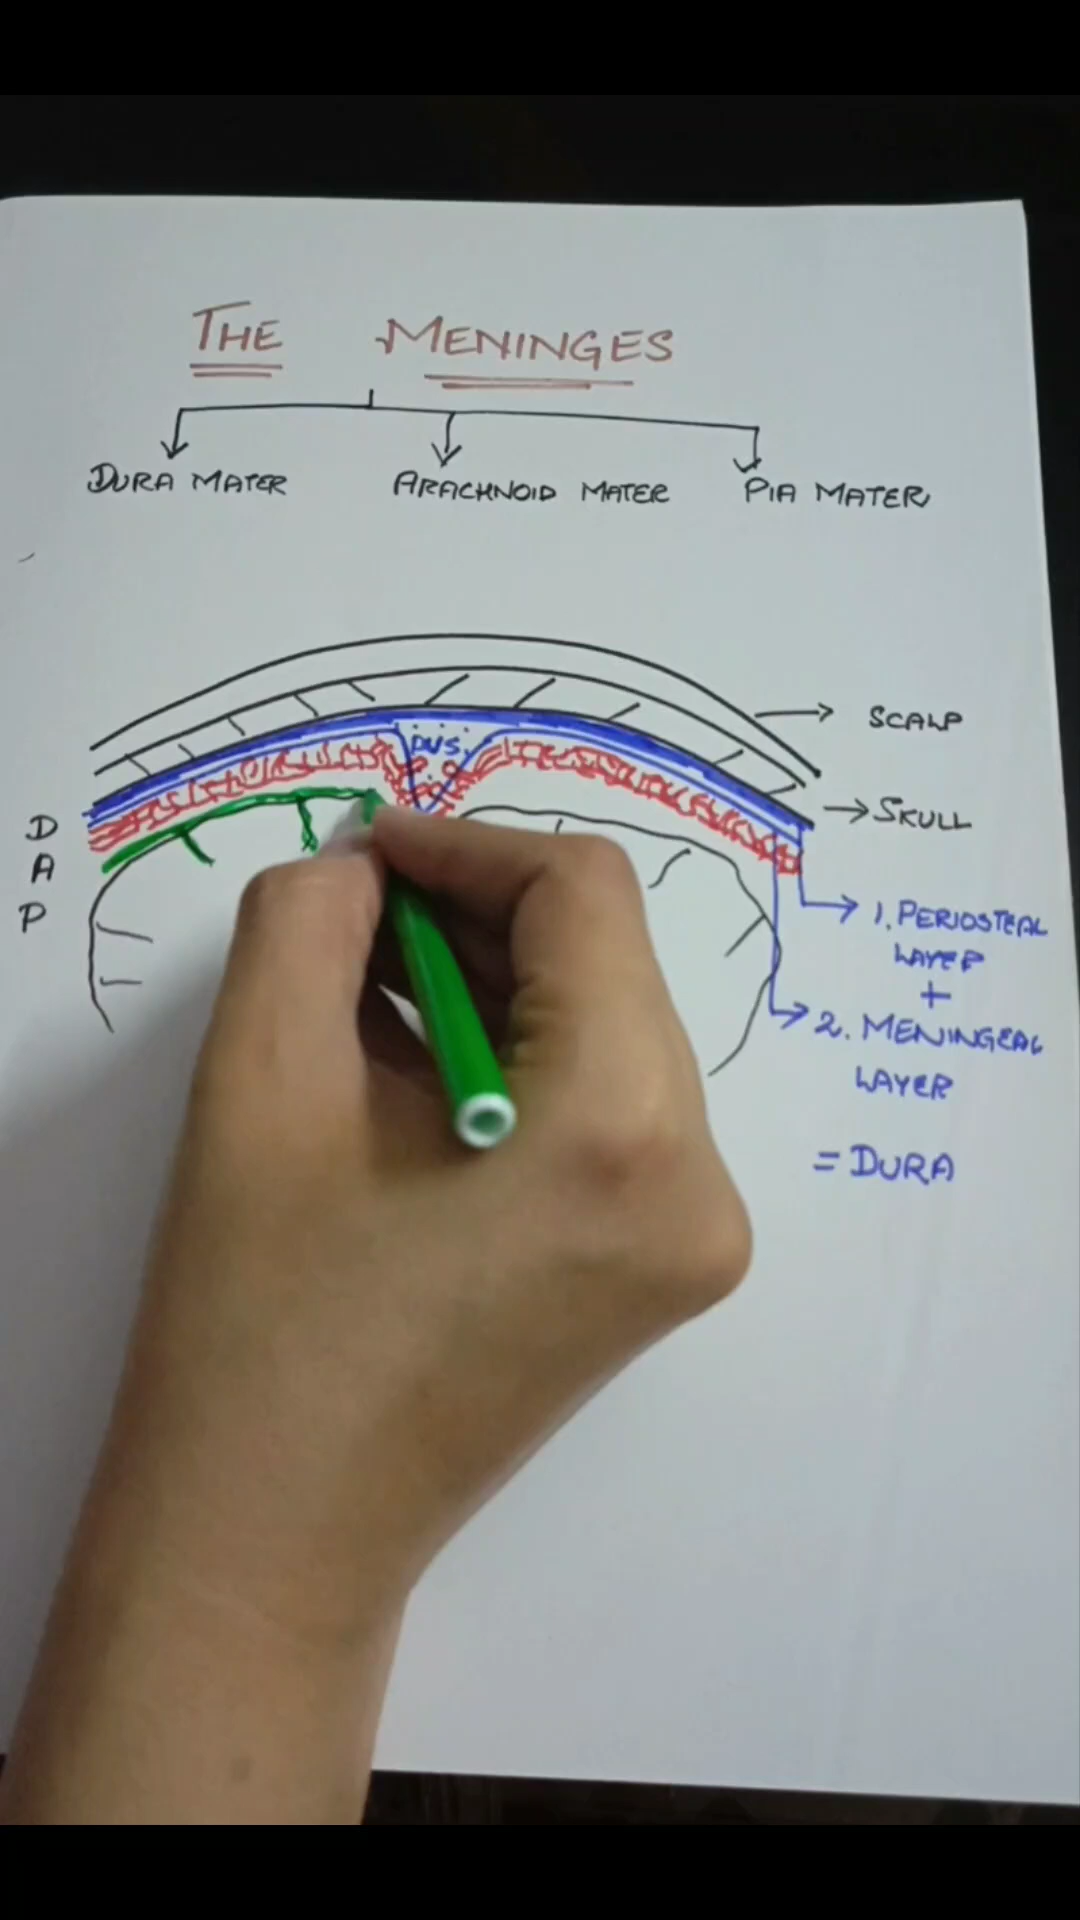 THE MENINGES
DURA MATER ARACHNOID MATER PIA MATER
SCALP
DVS.
SKULL
D
A
P
1. PERIOSTEAL
LAYER
+
2. MENINGEAL
LAYER
= DURA